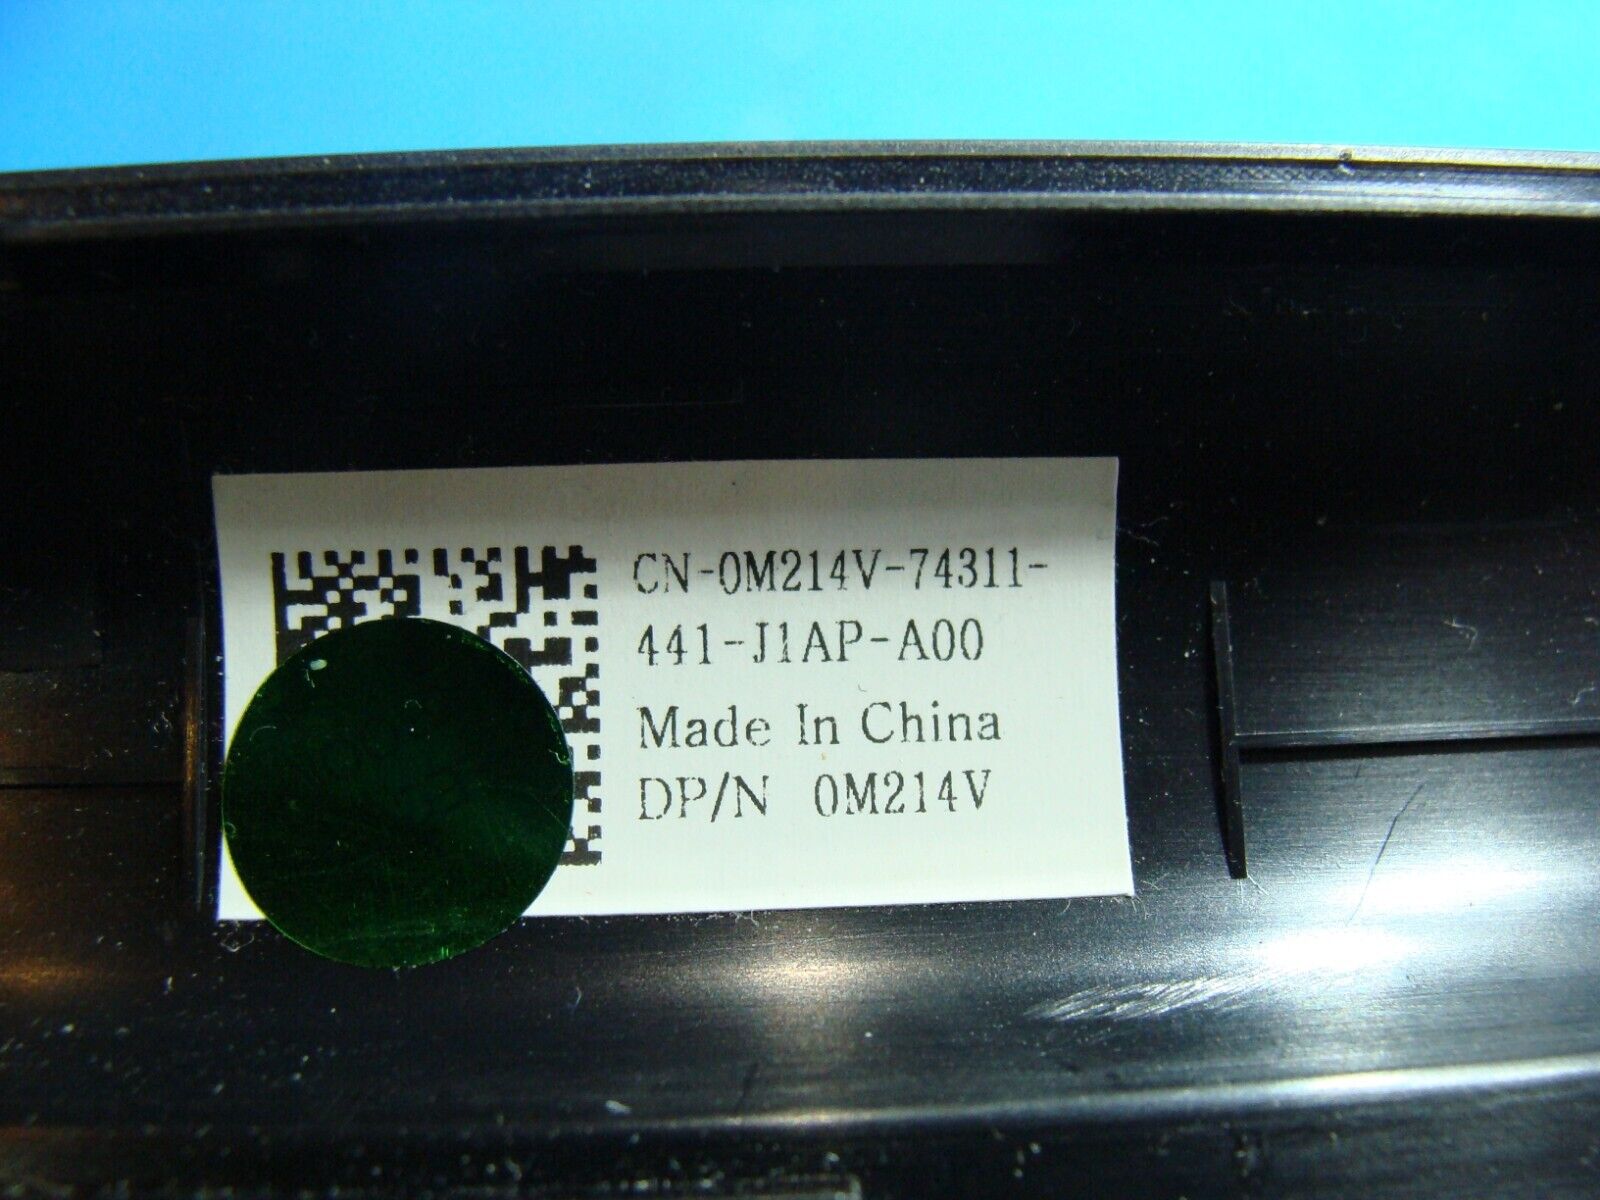 CN-0M214V-74311-
441-J1AP-A00
Made In China
DP/N 0M214V